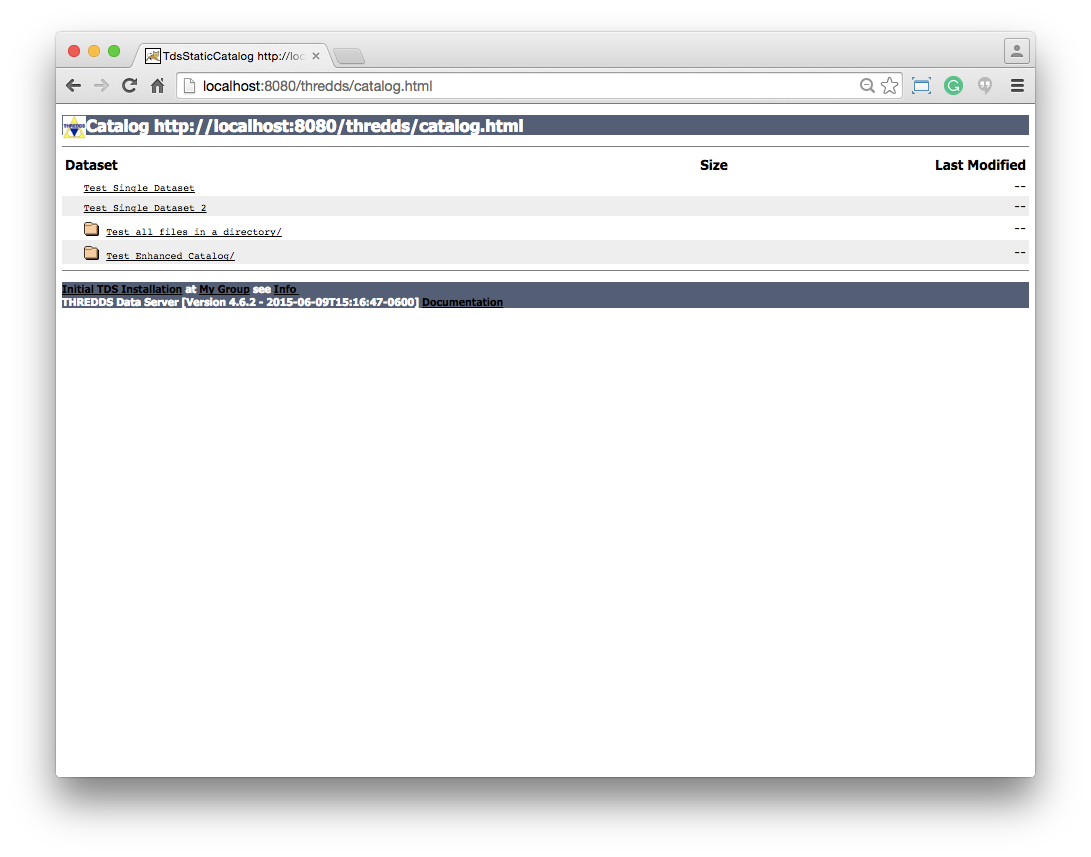 TdsStaticCatalog http://loc
localhost:8080/thredds/catalog.html
THREDDS Catalog http://localhost:8080/thredds/catalog.html
Dataset Size Last Modified
Test Single Dataset --
Test Single Dataset 2 --
Test all files in a directory/ --
Test Enhanced Catalog/ --
Initial TDS Installation at My Group see Info
THREDDS Data Server [Version 4.6.2 - 2015-06-09T15:16:47-0600] Documentation